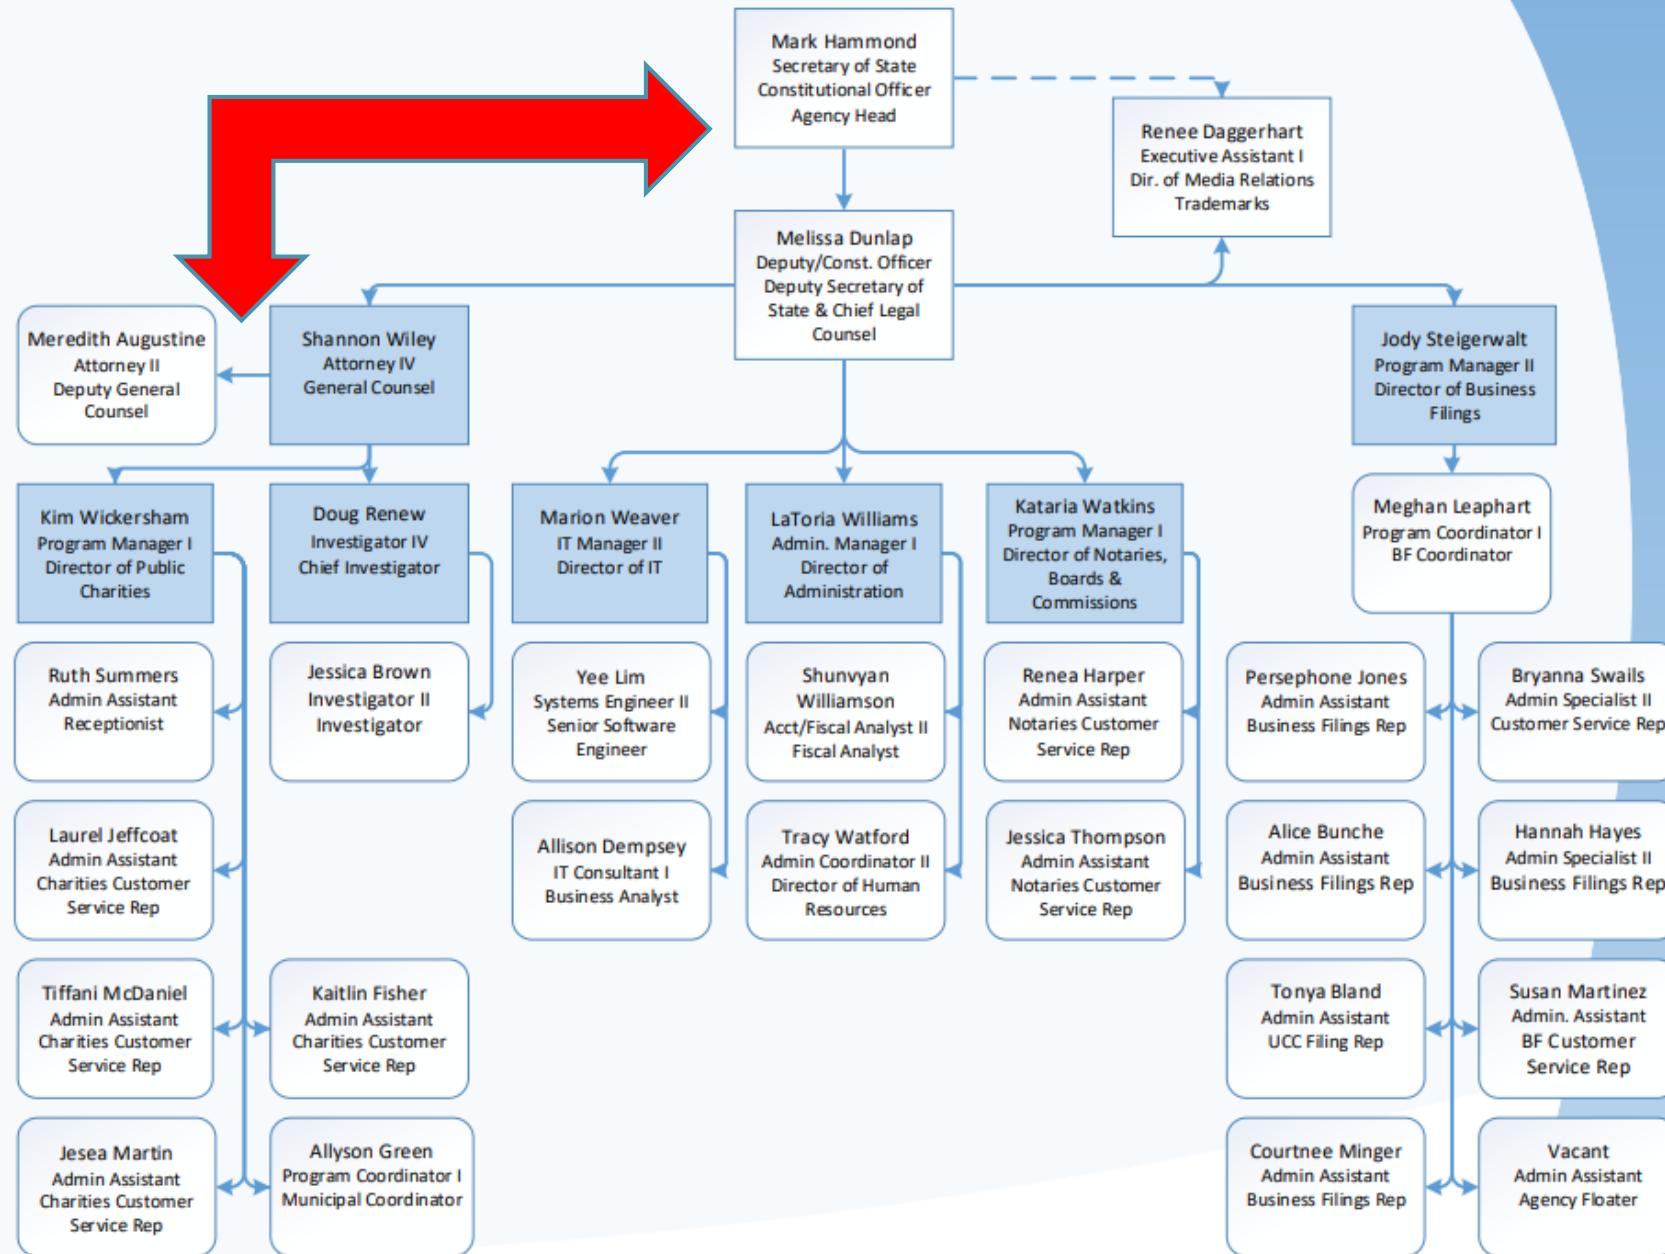 Mark Hammond
Secretary of State
Constitutional Officer
Agency Head
Renee Daggerhart
Executive Assistant I
Dir. of Media Relations
Trademarks
Melissa Dunlap
Deputy/Const. Officer
Deputy Secretary of
State & Chief Legal
Counsel
Meredith Augustine
Attorney II
Deputy General
Counsel
Shannon Wiley
Attorney IV
General Counsel
Jody Steigerwalt
Program Manager II
Director of Business
Filings
Kim Wickersham
Program Manager I
Director of Public
Charities
Doug Renew
Investigator IV
Chief Investigator
Marion Weaver
IT Manager II
Director of IT
LaToria Williams
Admin. Manager I
Director of
Administration
Kataria Watkins
Program Manager I
Director of Notaries,
Boards &
Commissions
Meghan Leaphart
Program Coordinator I
BF Coordinator
Ruth Summers
Admin Assistant
Receptionist
Jessica Brown
Investigator II
Investigator
Yee Lim
Systems Engineer II
Senior Software
Engineer
Shunvyan
Williamson
Acct/Fiscal Analyst II
Fiscal Analyst
Renea Harper
Admin Assistant
Notaries Customer
Service Rep
Persephone Jones
Admin Assistant
Business Filings Rep
Bryanna Swails
Admin Specialist II
Customer Service Rep
Laurel Jeffcoat
Admin Assistant
Charities Customer
Service Rep
Allison Dempsey
IT Consultant I
Business Analyst
Tracy Watford
Admin Coordinator II
Director of Human
Resources
Jessica Thompson
Admin Assistant
Notaries Customer
Service Rep
Alice Bunche
Admin Assistant
Business Filings Rep
Hannah Hayes
Admin Specialist II
Business Filings Rep
Tiffani McDaniel
Admin Assistant
Charities Customer
Service Rep
Kaitlin Fisher
Admin Assistant
Charities Customer
Service Rep
Tonya Bland
Admin Assistant
UCC Filing Rep
Susan Martinez
Admin. Assistant
BF Customer
Service Rep
Jesea Martin
Admin Assistant
Charities Customer
Service Rep
Allyson Green
Program Coordinator I
Municipal Coordinator
Courtnee Minger
Admin Assistant
Business Filings Rep
Vacant
Admin Assistant
Agency Floater